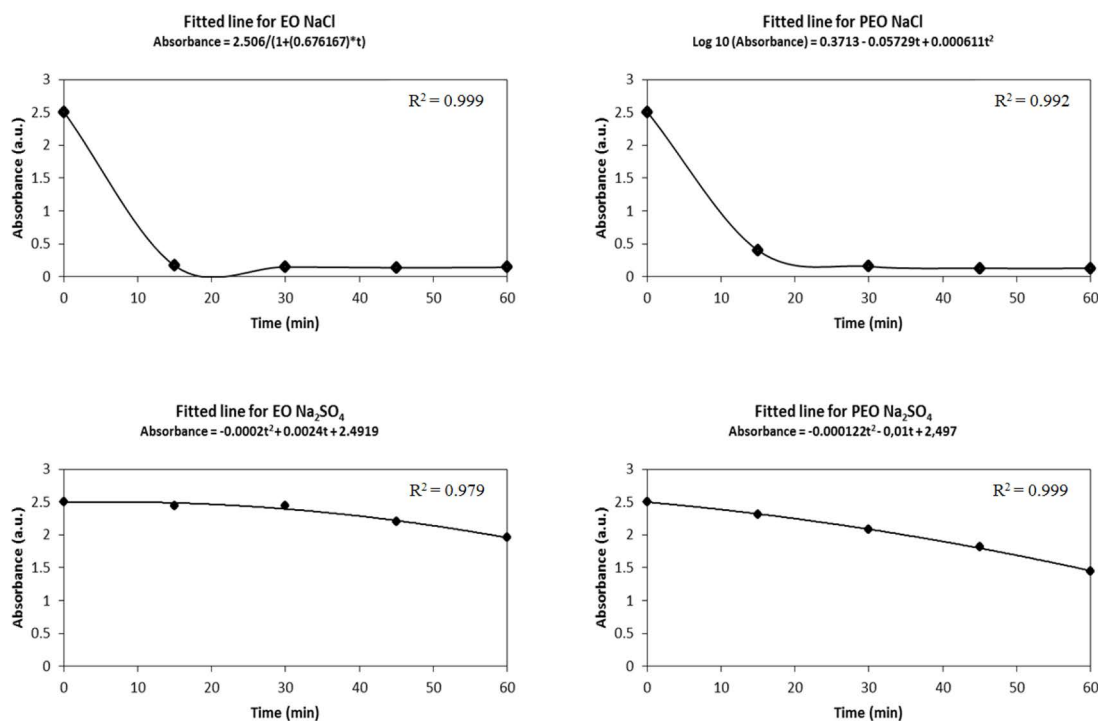 Fitted line for EO NaCl
Absorbance = 2.506/(1+(0.676167)*t)
R² = 0.999
Absorbance (a.u.)
3
2.5
2
1.5
1
0.5
0
0 10 20 30 40 50 60
Time (min)
Fitted line for PEO NaCl
Log 10 (Absorbance) = 0.3713 - 0.05729t + 0.000611t²
R² = 0.992
Absorbance (a.u.)
3
2.5
2
1.5
1
0.5
0
0 10 20 30 40 50 60
Time (min)
Fitted line for EO Na₂SO₄
Absorbance = -0.0002t² + 0.0024t + 2.4919
R² = 0.979
Absorbance (a.u.)
3
2.5
2
1.5
1
0.5
0
0 10 20 30 40 50 60
Time (min)
Fitted line for PEO Na₂SO₄
Absorbance = -0.000122t² - 0,01t + 2,497
R² = 0.999
Absorbance (a.u.)
3
2.5
2
1.5
1
0.5
0
0 10 20 30 40 50 60
Time (min)